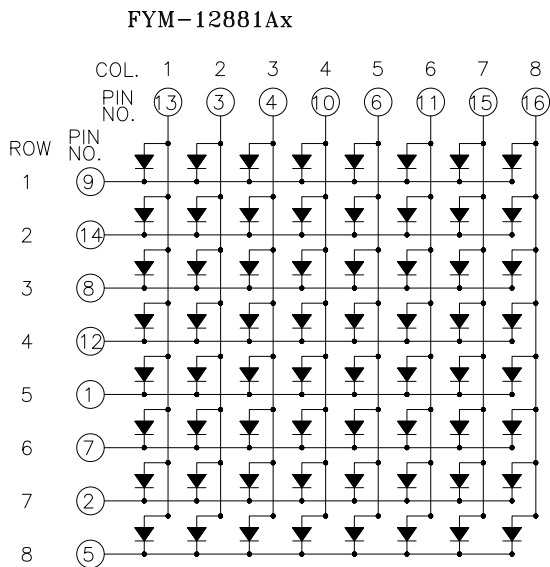 FYM-12881Ax
COL. 1 2 3 4 5 6 7 8
PIN NO. 13 3 4 10 6 11 15 16
ROW PIN NO.
1 9
2 14
3 8
4 12
5 1
6 7
7 2
8 5